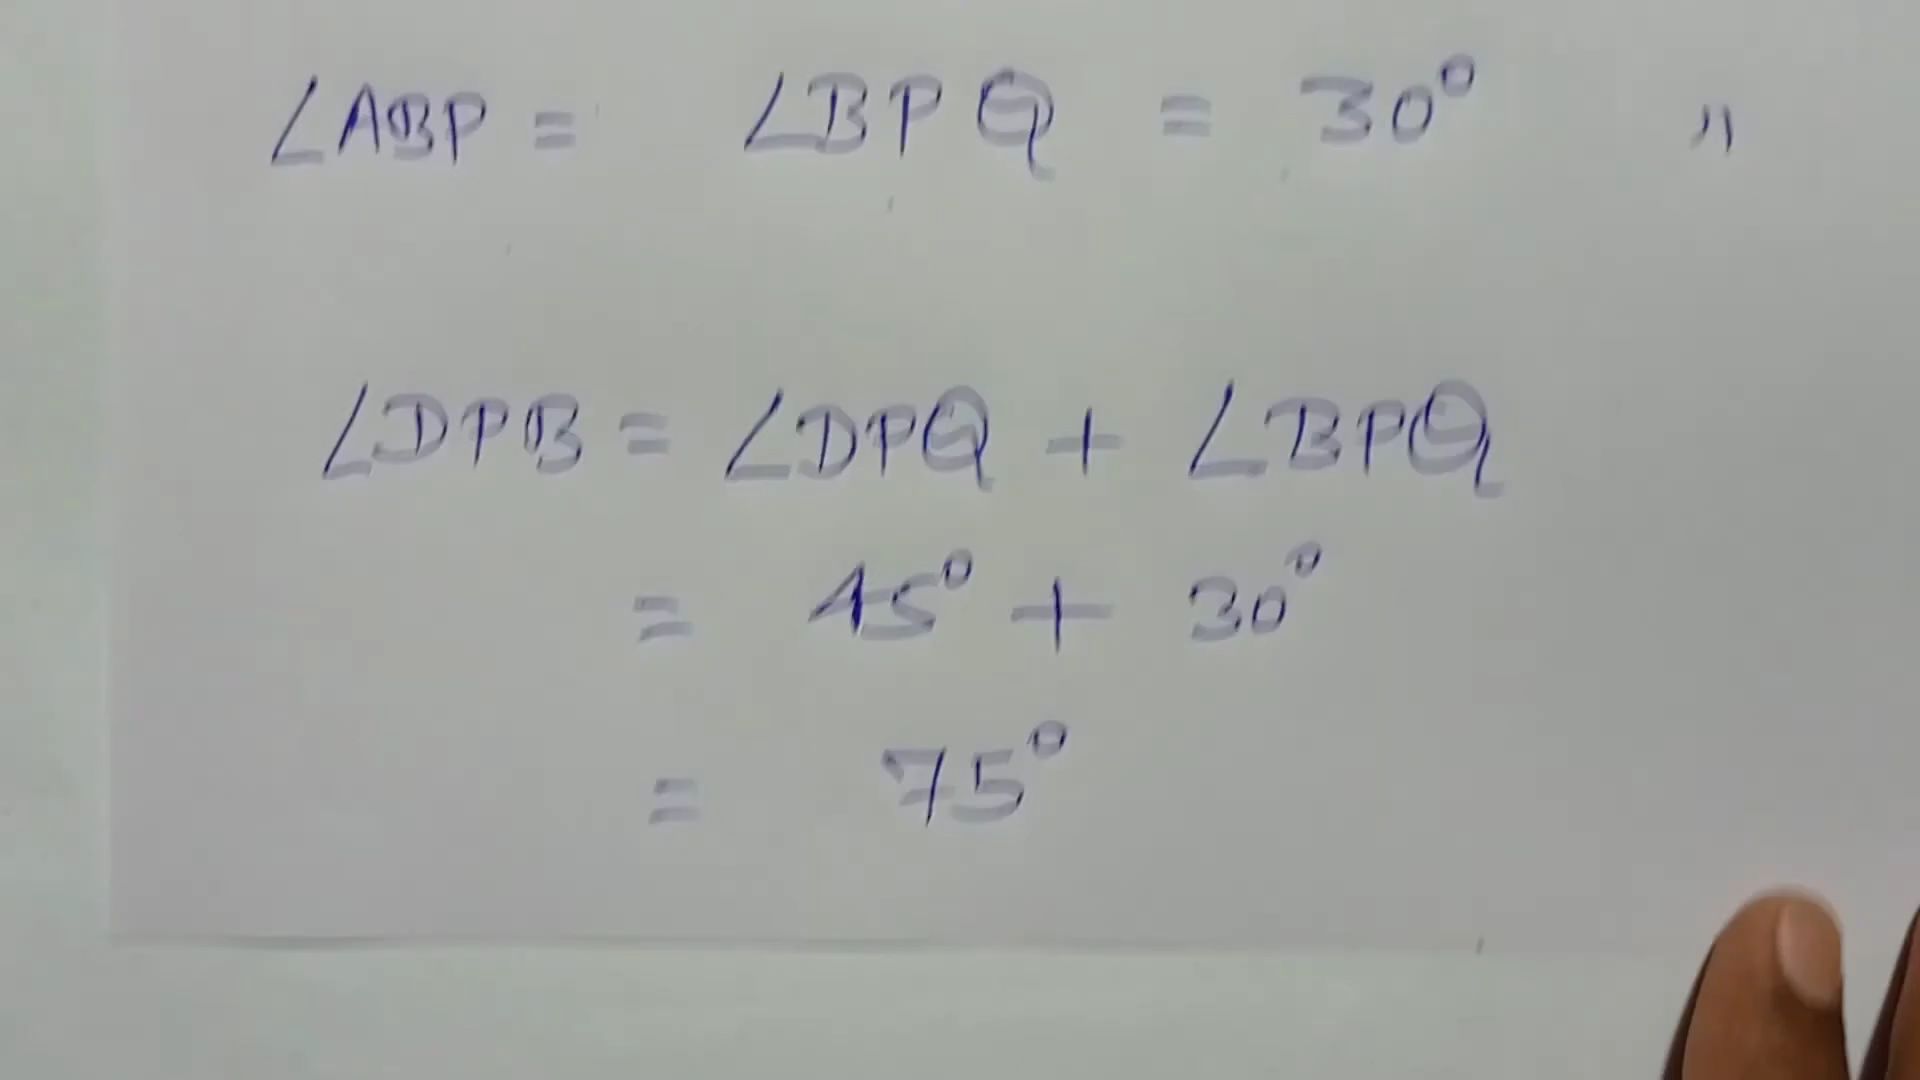 ∠ABP = ∠BPQ = 30° "
∠DPB = ∠DPQ + ∠BPQ
= 45° + 30°
= 75°